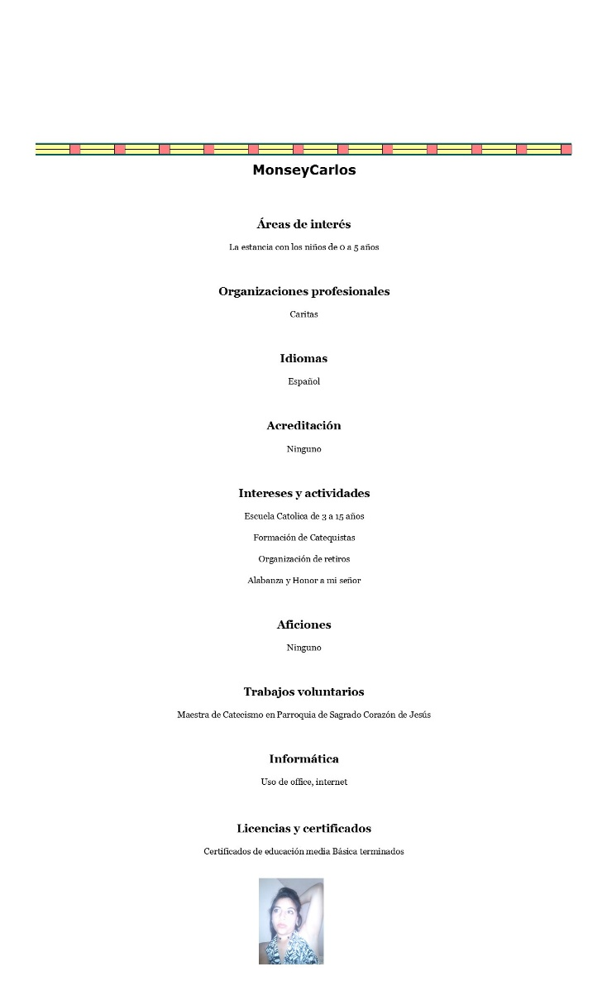 MonseyCarlos
Áreas de interés
La estancia con los niños de 0 a 5 años
Organizaciones profesionales
Caritas
Idiomas
Español
Acreditación
Ninguno
Intereses y actividades
Escuela Catolica de 3 a 15 años
Formación de Catequistas
Organización de retiros
Alabanza y Honor a mi señor
Aficiones
Ninguno
Trabajos voluntarios
Maestra de Catecismo en Parroquia de Sagrado Corazón de Jesús
Informática
Uso de office, internet
Licencias y certificados
Certificados de educación media Básica terminados